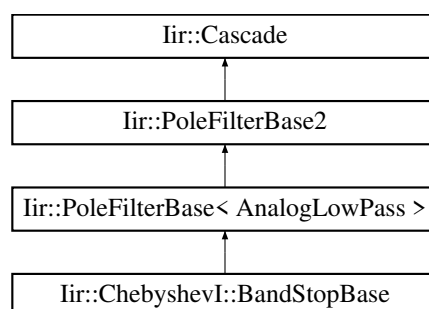 Iir::Cascade
Iir::PoleFilterBase2
Iir::PoleFilterBase< AnalogLowPass >
Iir::ChebyshevI::BandStopBase